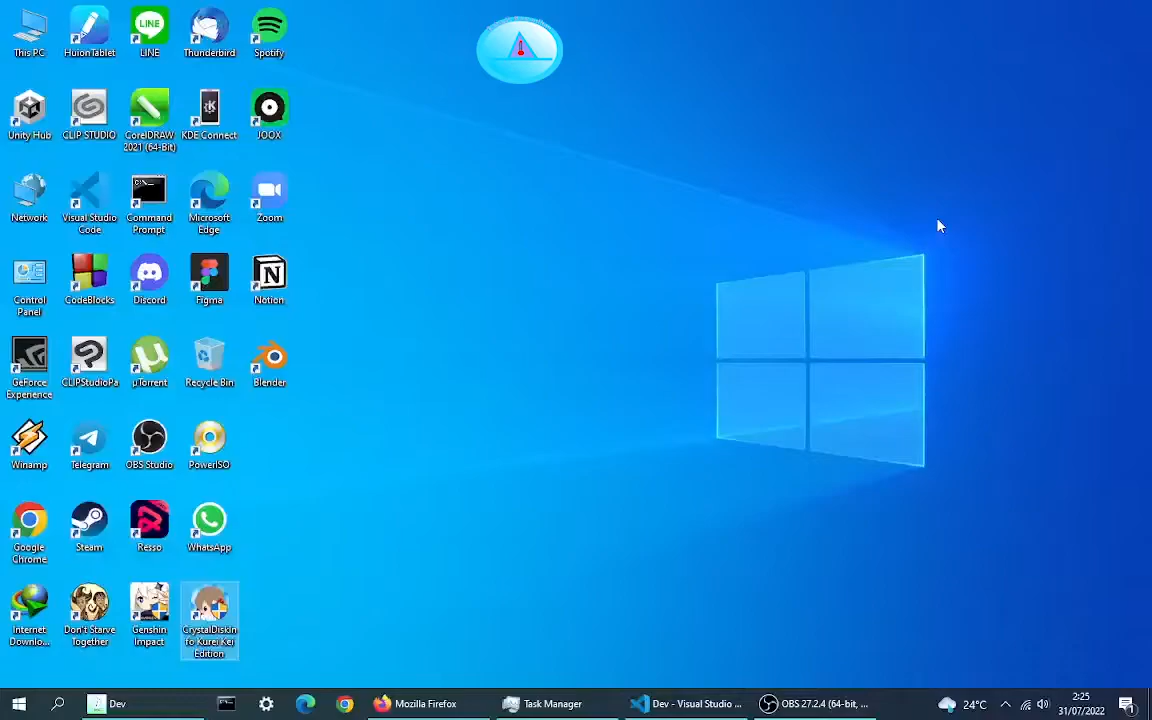 This PC
HuionTablet
LINE
LINE
Thunderbird
Spotify
Unity Hub
CLIP STUDIO
CorelDRAW
2021 (64-Bit)
KDE Connect
JOOX
Network
Visual Studio
Code
Command
Prompt
Microsoft
Edge
Zoom
Control
Panel
CodeBlocks
Discord
Figma
Notion
GeForce
Experience
CLIPStudioPa
µTorrent
Recycle Bin
Blender
Winamp
Telegram
OBS Studio
PowerISO
Google
Chrome
Steam
Resso
WhatsApp
Internet
Downlo...
Don't Starve
Together
Genshin
Impact
CrystalDiskIn
fo Kurei Kei
Edition
Dev
Mozilla Firefox
Task Manager
Dev - Visual Studio ...
OBS 27.2.4 (64-bit, ...
24°C
2:25
31/07/2022
1